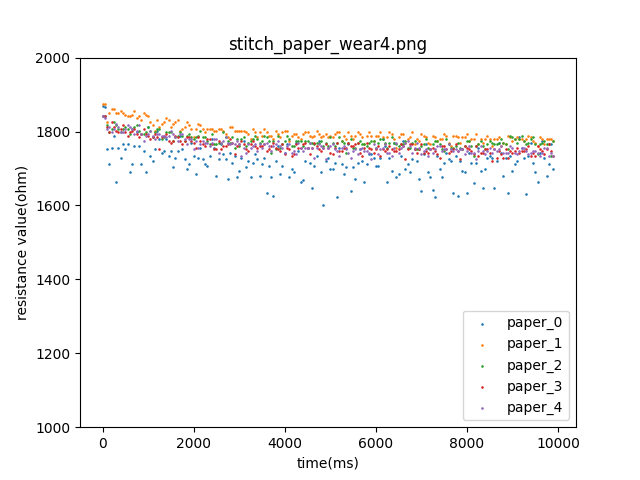 stitch_paper_wear4.png
2000
1800
1600
1400
1200
1000
resistance value(ohm)
0
2000
4000
6000
8000
10000
time(ms)
paper_0
paper_1
paper_2
paper_3
paper_4